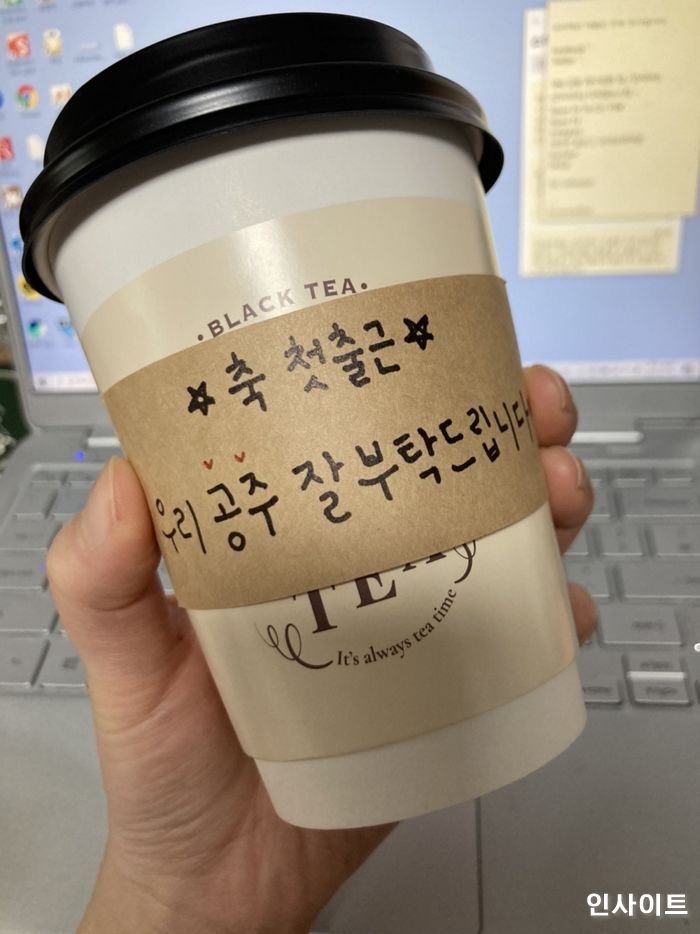 ·BLACK TEA·
☆축 첫출근☆
우리 공주 잘 부탁드립니다
TEA
It's always tea time
인사이트